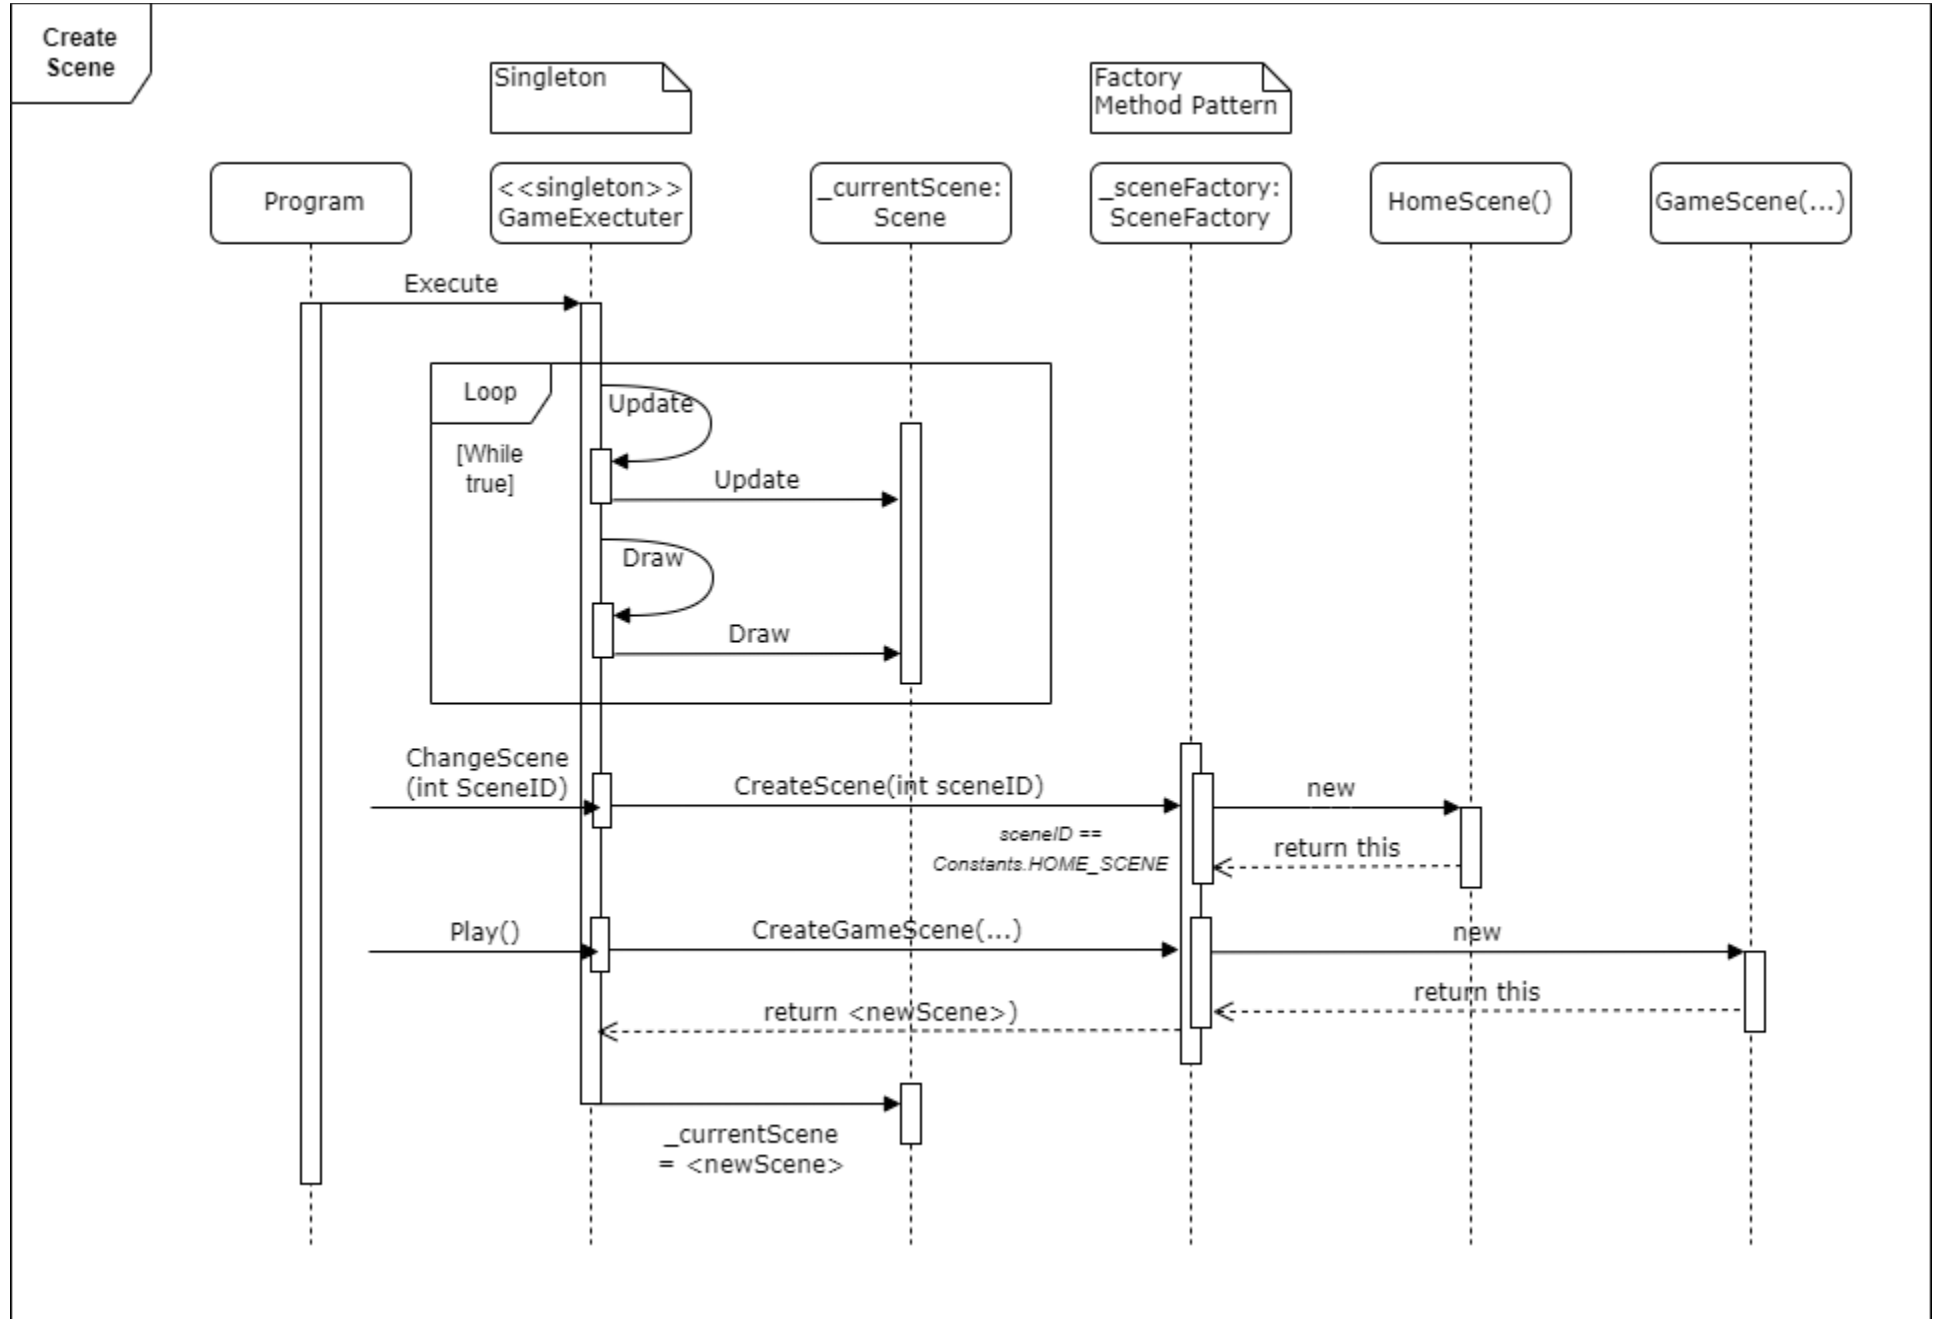 Create
Scene
Singleton
Factory
Method Pattern
Program
<<singleton>>
GameExectuter
_currentScene:
Scene
_sceneFactory:
SceneFactory
HomeScene()
GameScene(...)
Execute
Loop
Update
[While
true]
Update
Draw
Draw
ChangeScene
(int SceneID)
CreateScene(int sceneID)
new
sceneID ==
Constants.HOME_SCENE
return this
Play()
CreateGameScene(...)
new
return this
return <newScene>)
_currentScene
= <newScene>